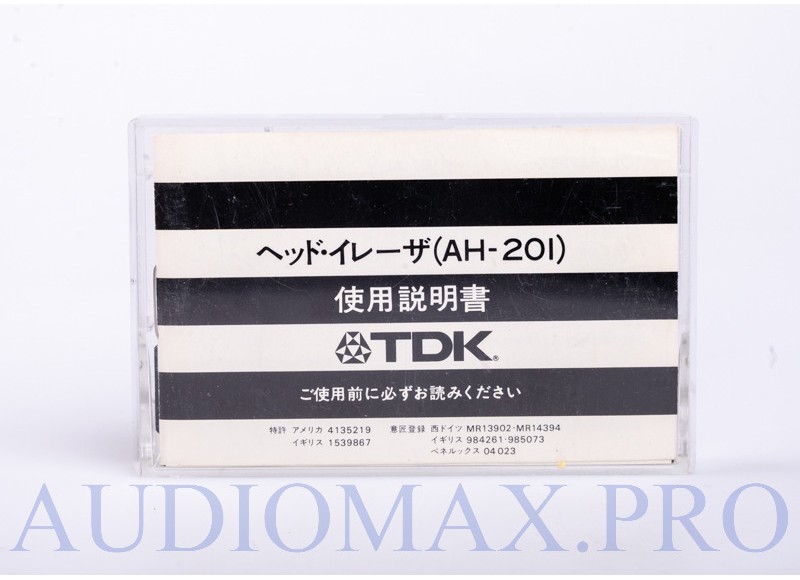 ヘッド・イレーザ(AH-201)
使用説明書
TDK®
ご使用前に必ずお読みください
特許 アメリカ 4135219 意匠登録 西ドイツ MR13902・MR14394
イギリス 1539867 イギリス 984261・985073
ベネルックス 04023
AUDIOMAX.PRO